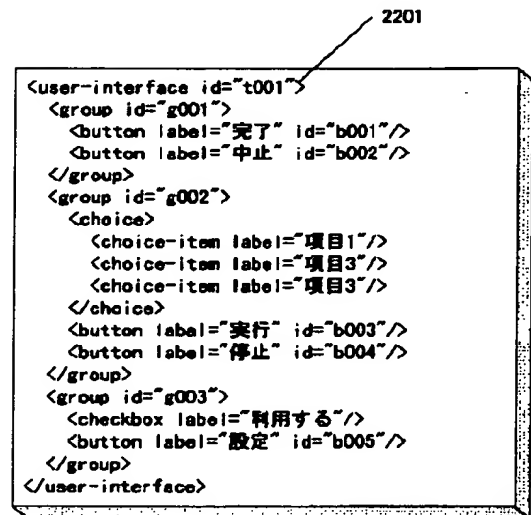 2201
<user-interface id="t001">
<group id="g001">
<button label="完了" id="b001"/>
<button label="中止" id="b002"/>
</group>
<group id="g002">
<choice>
<choice-item label="項目1"/>
<choice-item label="項目3"/>
<choice-item label="項目3"/>
</choice>
<button label="実行" id="b003"/>
<button label="停止" id="b004"/>
</group>
<group id="g003">
<checkbox label="利用する"/>
<button label="設定" id="b005"/>
</group>
</user-interface>